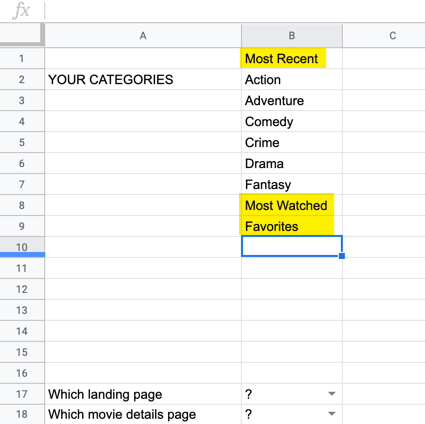 fx
A B C
1 Most Recent
2 YOUR CATEGORIES Action
3 Adventure
4 Comedy
5 Crime
6 Drama
7 Fantasy
8 Most Watched
9 Favorites
10
11
12
13
14
15
16
17 Which landing page ?
18 Which movie details page ?